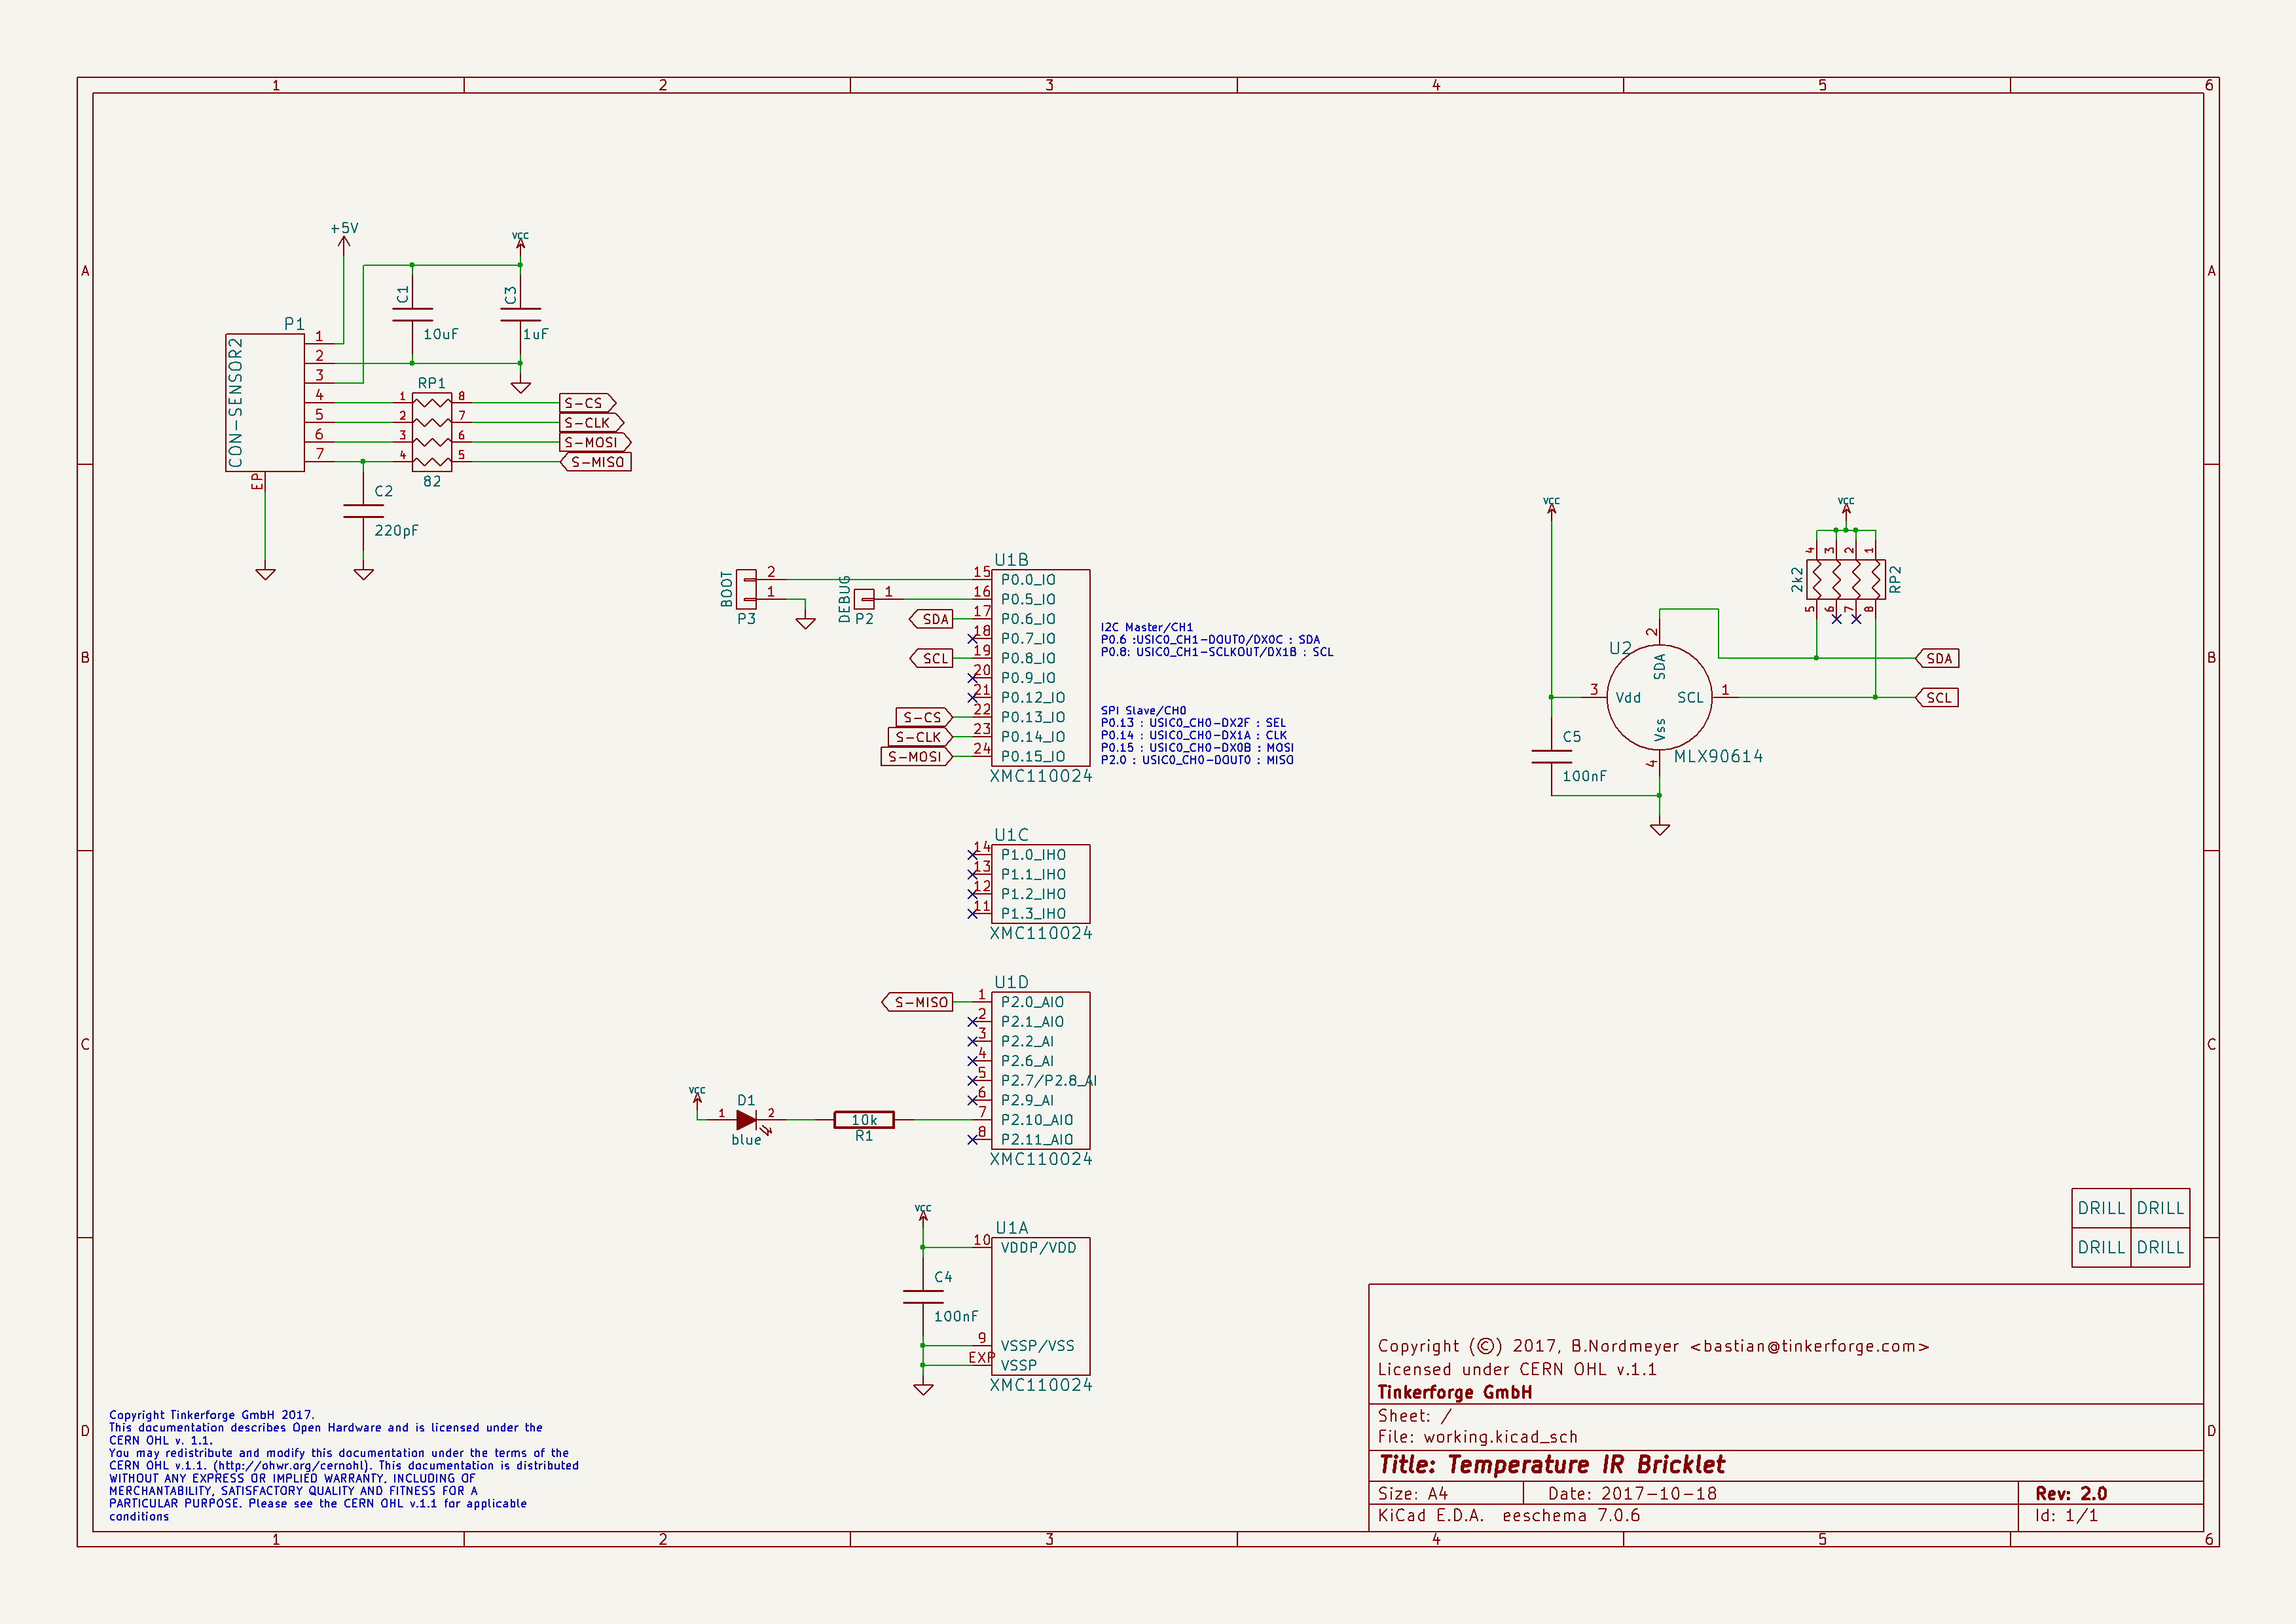 1 2 3 4 5 6
A A
B B
C C
D D
1 2 3 4 5 6
+5V
VCC
C1
10uF
C3
1uF
P1
CON-SENSOR2
1
2
3
4
5
6
7
EP
RP1
1 8
2 7
3 6
4 5
82
S-CS
S-CLK
S-MOSI
S-MISO
C2
220pF
BOOT
2
1
P3
DEBUG
1
P2
U1B
15 P0.0_IO
16 P0.5_IO
SDA 17 P0.6_IO
18 P0.7_IO
SCL 19 P0.8_IO
20 P0.9_IO
21 P0.12_IO
S-CS 22 P0.13_IO
S-CLK 23 P0.14_IO
S-MOSI 24 P0.15_IO
XMC110024
I2C Master/CH1
P0.6 :USIC0_CH1-DOUT0/DX0C : SDA
P0.8: USIC0_CH1-SCLKOUT/DX1B : SCL
SPI Slave/CH0
P0.13 : USIC0_CH0-DX2F : SEL
P0.14 : USIC0_CH0-DX1A : CLK
P0.15 : USIC0_CH0-DX0B : MOSI
P2.0 : USIC0_CH0-DOUT0 : MISO
U1C
14 P1.0_IHO
13 P1.1_IHO
12 P1.2_IHO
11 P1.3_IHO
XMC110024
U1D
S-MISO 1 P2.0_AIO
2 P2.1_AIO
3 P2.2_AI
4 P2.6_AI
5 P2.7/P2.8_AI
6 P2.9_AI
7 P2.10_AIO
8 P2.11_AIO
XMC110024
VCC
D1
1 2
blue
10k
R1
VCC
U1A
10 VDDP/VDD
C4
100nF
9 VSSP/VSS
EXP VSSP
XMC110024
VCC
VCC
4 3 2 1
2k2
RP2
5 6 7 8
U2
2 SDA
3 Vdd
SCL 1
Vss 4
MLX90614
C5
100nF
SDA
SCL
DRILL DRILL
DRILL DRILL
Copyright (©) 2017, B.Nordmeyer <bastian@tinkerforge.com>
Licensed under CERN OHL v.1.1
Tinkerforge GmbH
Sheet: /
File: working.kicad_sch
Title: Temperature IR Bricklet
Size: A4 Date: 2017-10-18 Rev: 2.0
KiCad E.D.A. eeschema 7.0.6 Id: 1/1
Copyright Tinkerforge GmbH 2017.
This documentation describes Open Hardware and is licensed under the
CERN OHL v. 1.1.
You may redistribute and modify this documentation under the terms of the
CERN OHL v.1.1. (http://ohwr.org/cernohl). This documentation is distributed
WITHOUT ANY EXPRESS OR IMPLIED WARRANTY, INCLUDING OF
MERCHANTABILITY, SATISFACTORY QUALITY AND FITNESS FOR A
PARTICULAR PURPOSE. Please see the CERN OHL v.1.1 for applicable
conditions